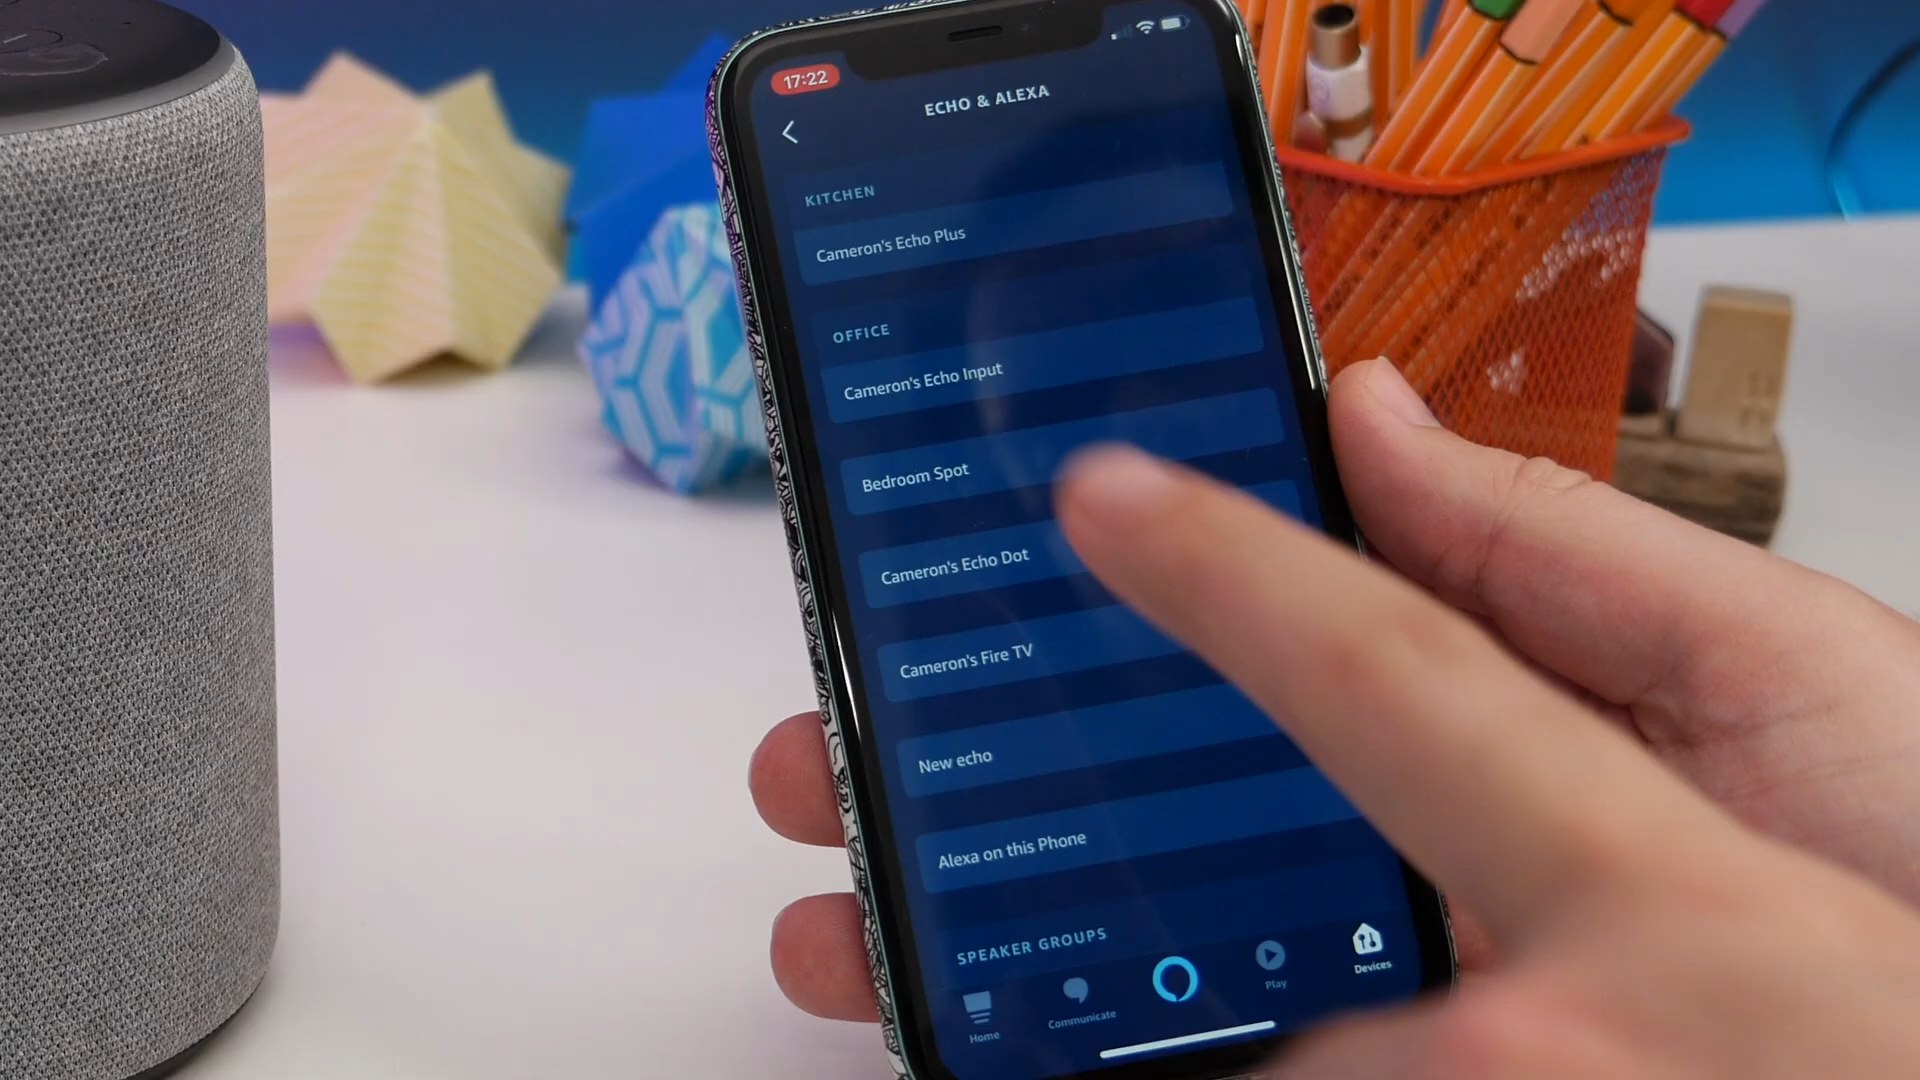 17:22
ECHO & ALEXA
KITCHEN
Cameron's Echo Plus
OFFICE
Cameron's Echo Input
Bedroom Spot
Cameron's Echo Dot
Cameron's Fire TV
New echo
Alexa on this Phone
SPEAKER GROUPS
Home
Communicate
Play
Devices